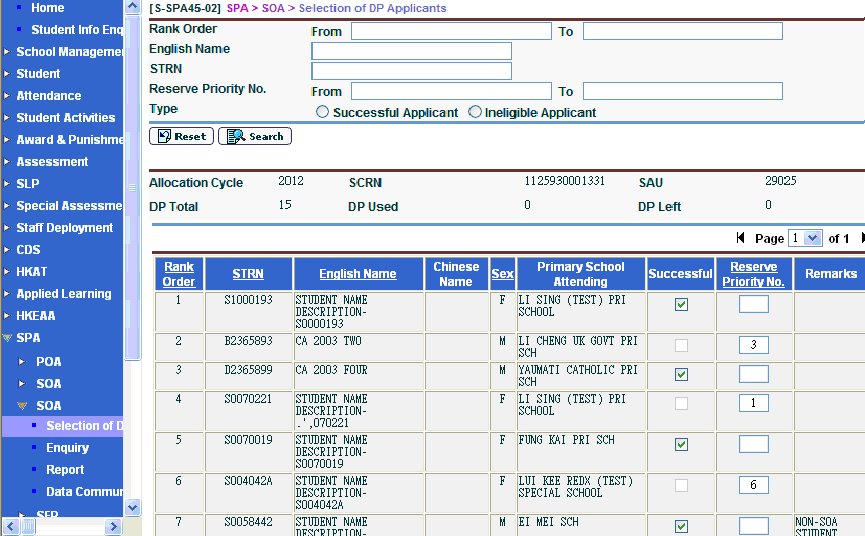 Home
Student Info Enq
School Managemen
Student
Attendance
Student Activities
Award & Punishme
Assessment
SLP
Special Assessme
Staff Deployment
CDS
HKAT
Applied Learning
HKEAA
SPA
POA
SOA
SOA
Selection of D
Enquiry
Report
Data Commun
SFP
[S-SPA45-02] SPA > SOA > Selection of DP Applicants
Rank Order From To
English Name
STRN
Reserve Priority No. From To
Type Successful Applicant Ineligible Applicant
Reset Search
Allocation Cycle 2012 SCRN 1125930001331 SAU 29025
DP Total 15 DP Used 0 DP Left 0
Page 1 of 1
Rank Order STRN English Name Chinese Name Sex Primary School Attending Successful Reserve Priority No. Remarks
1 S1000193 STUDENT NAME F LI SING (TEST) PRI
DESCRIPTION- SCHOOL
S0000193
2 B2365893 CA 2003 TWO M LI CHENG UK GOVT PRI 3
SCH
3 D2365899 CA 2003 FOUR M YAUMATI CATHOLIC PRI
SCH
4 S0070221 STUDENT NAME F LI SING (TEST) PRI 1
DESCRIPTION- SCHOOL
.',070221
5 S0070019 STUDENT NAME F FUNG KAI PRI SCH
DESCRIPTION-
S0070019
6 S004042A STUDENT NAME F LUI KEE REDX (TEST) 6
DESCRIPTION- SPECIAL SCHOOL
S004042A
7 S0058442 STUDENT NAME M EI MEI SCH NON-SOA
DESCRIPTION- STUDENT